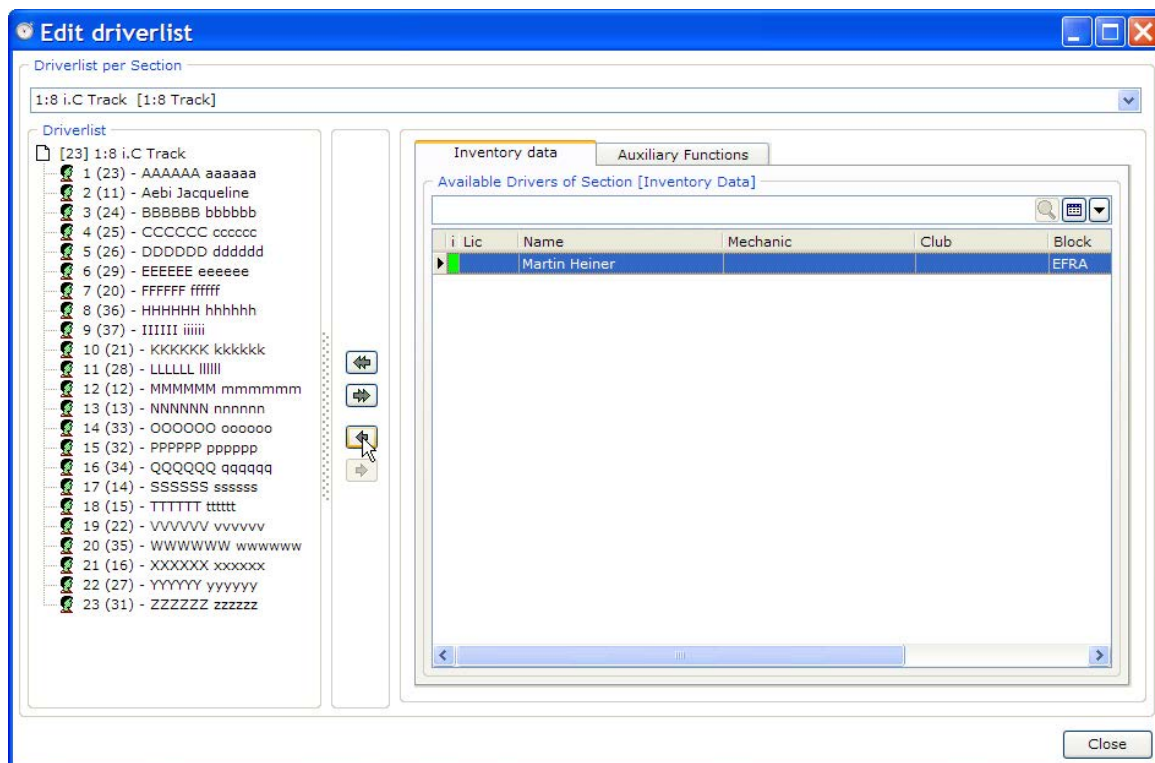 Edit driverlist
Driverlist per Section
1:8 i.C Track [1:8 Track]
Driverlist
[23] 1:8 i.C Track
1 (23) - AAAAAA aaaaaa
2 (11) - Aebi Jacqueline
3 (24) - BBBBBB bbbbbb
4 (25) - CCCCCC cccccc
5 (26) - DDDDDD dddddd
6 (29) - EEEEEE eeeeee
7 (20) - FFFFFF ffffff
8 (36) - HHHHHH hhhhhh
9 (37) - IIIIII iiiiii
10 (21) - KKKKKK kkkkkk
11 (28) - LLLLLL llllll
12 (12) - MMMMMM mmmmmm
13 (13) - NNNNNN nnnnnn
14 (33) - OOOOOO oooooo
15 (32) - PPPPPP pppppp
16 (34) - QQQQQQ qqqqqq
17 (14) - SSSSSS ssssss
18 (15) - TTTTTT tttttt
19 (22) - VVVVVV vvvvvv
20 (35) - WWWWWW wwwwww
21 (16) - XXXXXX xxxxxx
22 (27) - YYYYYY yyyyyy
23 (31) - ZZZZZZ zzzzzz
Inventory data Auxiliary Functions
Available Drivers of Section [Inventory Data]
i Lic Name Mechanic Club Block
Martin Heiner EFRA
Close